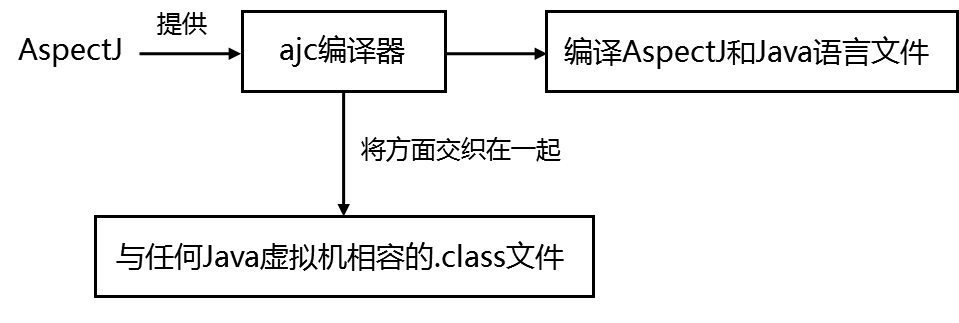 提供
AspectJ
ajc编译器
编译AspectJ和Java语言文件
将方面交织在一起
与任何Java虚拟机相容的.class文件